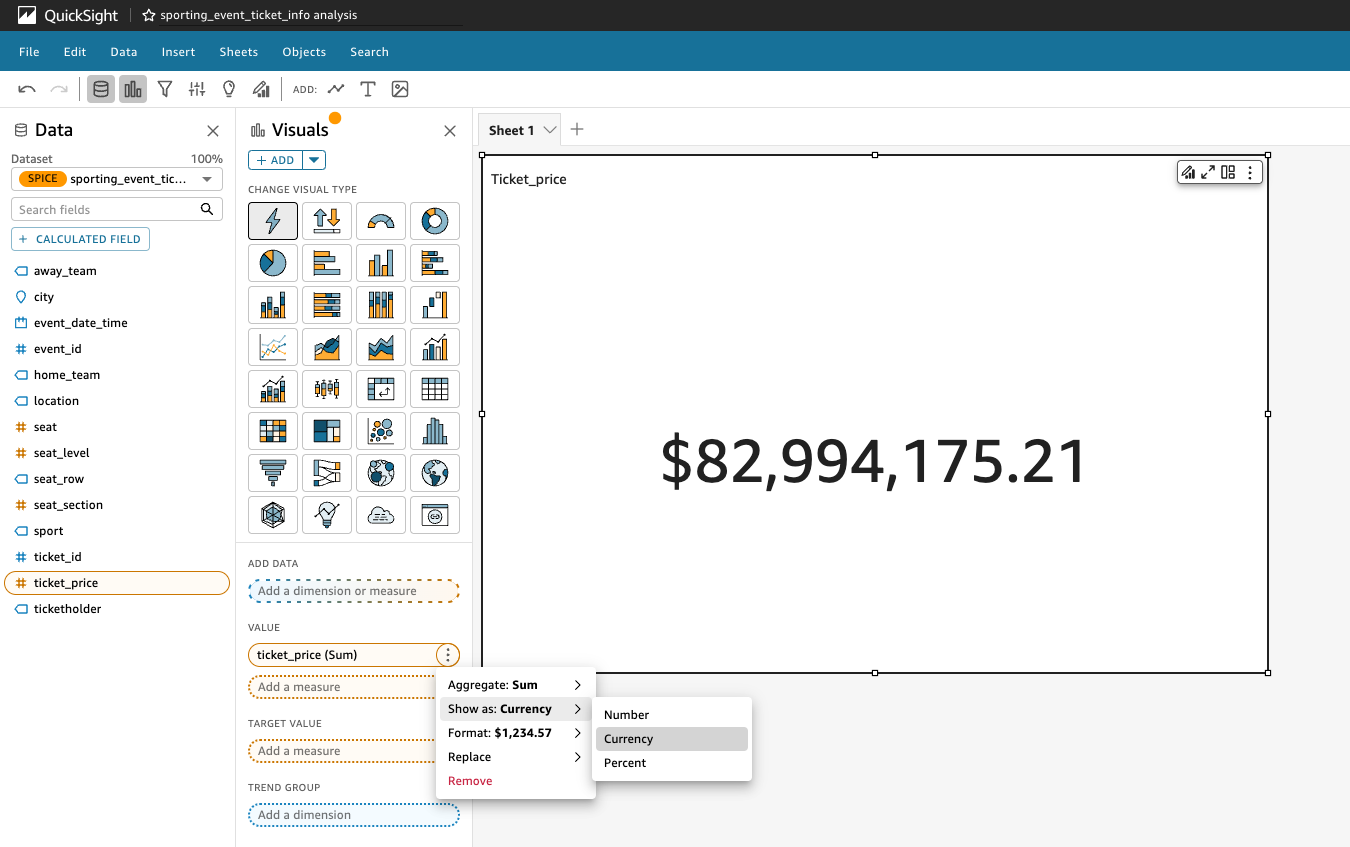 QuickSight
sporting_event_ticket_info analysis
File Edit Data Insert Sheets Objects Search
ADD:
Data
Dataset 100%
SPICE sporting_event_tic...
Search fields
+ CALCULATED FIELD
away_team
city
event_date_time
event_id
home_team
location
seat
seat_level
seat_row
seat_section
sport
ticket_id
ticket_price
ticketholder
Visuals
+ ADD
CHANGE VISUAL TYPE
ADD DATA
Add a dimension or measure
VALUE
ticket_price (Sum)
Add a measure
TARGET VALUE
Add a measure
TREND GROUP
Add a dimension
Aggregate: Sum
Show as: Currency
Format: $1,234.57
Replace
Remove
Number
Currency
Percent
Sheet 1
Ticket_price
$82,994,175.21